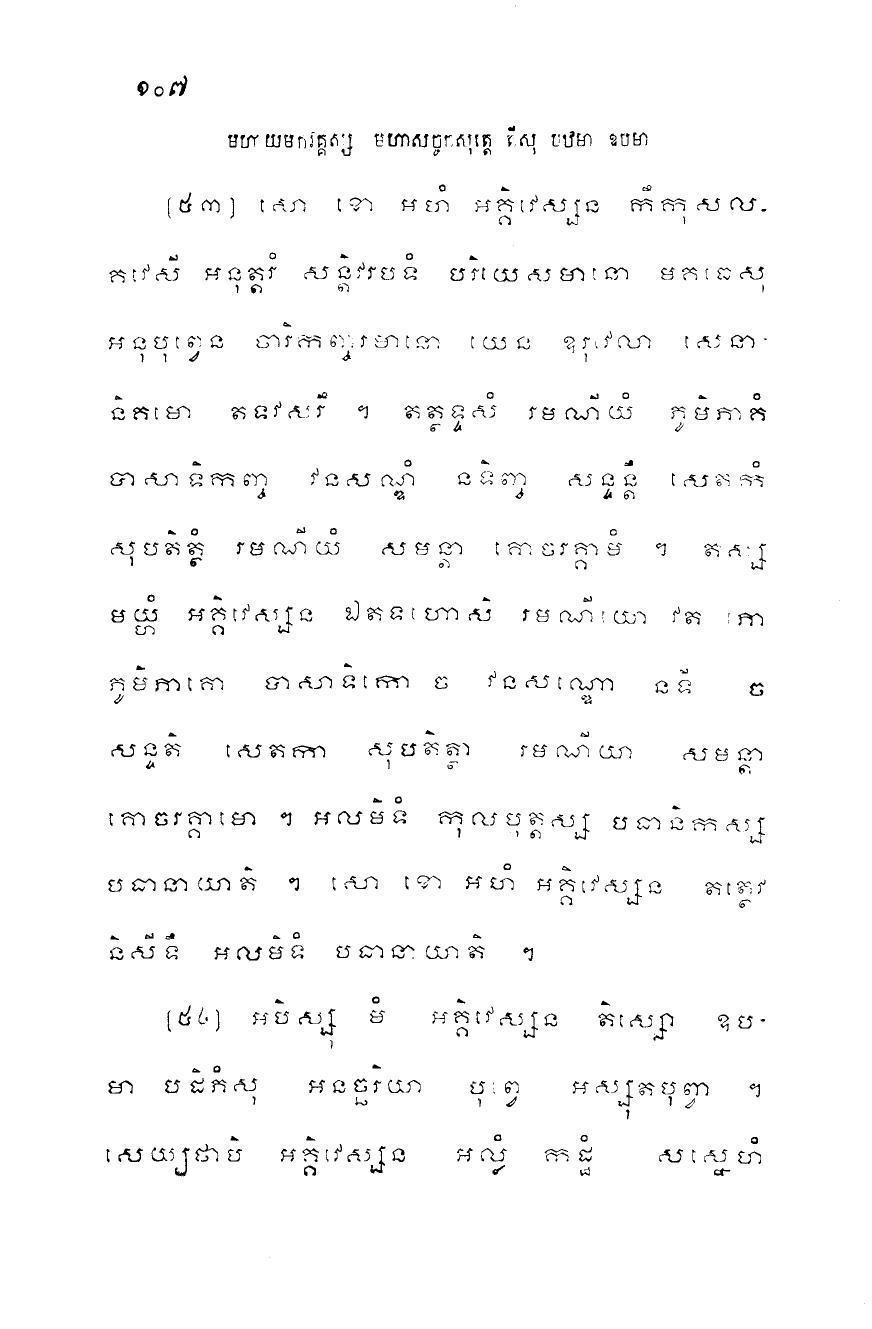 ១០៧
មហាយមកវគ្គស្ស មហាសច្ចកសុត្តេ តីសុ បឋមា ឧបមា
[៥៣] សោ ខោ អហំ អគ្គិវេស្សន កឹកុសល-
គវេសី អនុត្តរំ សន្តិវរបទំ បរិយេសមានោ មគធេសុ
អនុបុព្វេន ចារិកញ្ចរមានោ យេន ឧរុវេលា សេនា-
និគមោ តទវសរឹ ។ តត្ថទ្ទសំ រមណីយំ ភូមិភាគំ
បាសាទិកញ្ច វនសណ្ឌំ នទិញ្ច សន្ទន្តឹ សេតកំ
សុបតិត្ថំ រមណីយំ សមន្តា គោចរគ្គាមំ ។ តស្ស
មយ្ហំ អគ្គិវេស្សន ឯតទហោសិ រមណីយោ វត ភោ
ភូមិភាគោ បាសាទិកោ ច វនសណ្ឌោ នទី ច
សន្ទតិ សេតកា សុបតិត្ថា រមណីយា សមន្តា
គោចរគ្គាមោ ។ អលមិទំ កុលបុត្តស្ស បធានិកស្ស
បធានាយាតិ ។ សោ ខោ អហំ អគ្គិវេស្សន តត្ថេវ
និសីទឹ អលមិទំ បធានាយាតិ ។
[៥៤] អបិស្សុ មំ អគ្គិវេស្សន តិស្សោ ឧប-
មា បដិភំសុ អនច្ឆរិយា បុព្វេ អស្សុតបុព្វា ។
សេយ្យថាបិ អគ្គិវេស្សន អល្លំ កដ្ឋំ សស្នេហំ